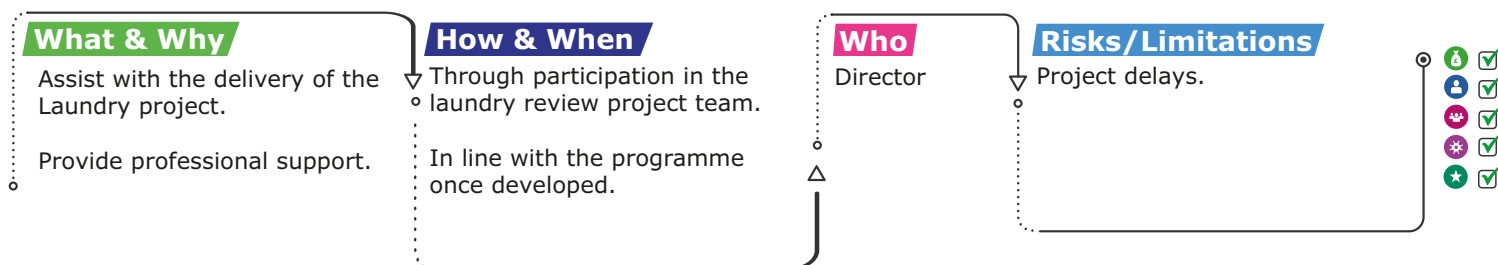 What & Why
Assist with the delivery of the
Laundry project.
Provide professional support.
How & When
Through participation in the
laundry review project team.
In line with the programme
once developed.
Who
Director
Risks/Limitations
Project delays.